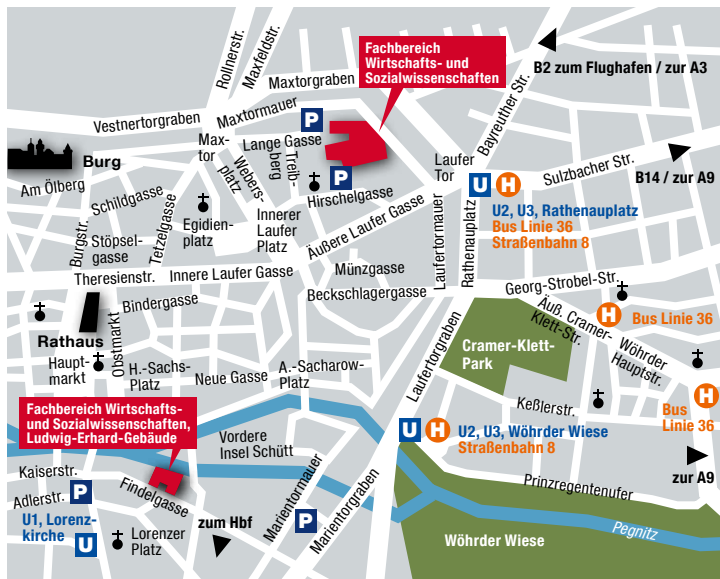 Rollnerstr.
Maxfeldstr.
Fachbereich
Wirtschafts- und
Sozialwissenschaften
B2 zum Flughafen / zur A3
Maxtorgraben
Vestnertorgraben
Maxtormauer
Bayreuther Str.
P
Lange Gasse
Max-
tor
Webers-
platz
Treib-
berg
Laufer
Tor
Sulzbacher Str.
B14 / zur A9
Burg
Am Ölberg
P
Hirschelgasse
U
H
U2, U3, Rathenauplatz
Bus Linie 36
Straßenbahn 8
Schildgasse
Burgstr.
Tetzelgasse
Stöpsel-
gasse
Egidien-
platz
Innerer
Laufer
Platz
Äußere Laufer Gasse
Laufertormauer
Rathenauplatz
Theresienstr.
Innere Laufer Gasse
Münzgasse
Beckschlagergasse
Georg-Strobel-Str.
Bindergasse
Rathaus
Obstmarkt
Haupt-
markt
H.-Sachs-
Platz
Neue Gasse
A.-Sacharow-
Platz
Laufertorgraben
Cramer-Klett-
Park
Äuß. Cramer-
Klett-Str.
H
Bus Linie 36
Wöhrder
Hauptstr.
Keßlerstr.
H
Bus
Linie 36
Fachbereich Wirtschafts-
und Sozialwissenschaften,
Ludwig-Erhard-Gebäude
Vordere
Insel Schütt
U
H
U2, U3, Wöhrder Wiese
Straßenbahn 8
zur A9
Kaiserstr.
Adlerstr.
P
Findelgasse
Marientormauer
Marientorgraben
Prinzregentenufer
U1, Lorenz-
kirche
U
Lorenzer
Platz
zum Hbf
P
Pegnitz
Wöhrder Wiese